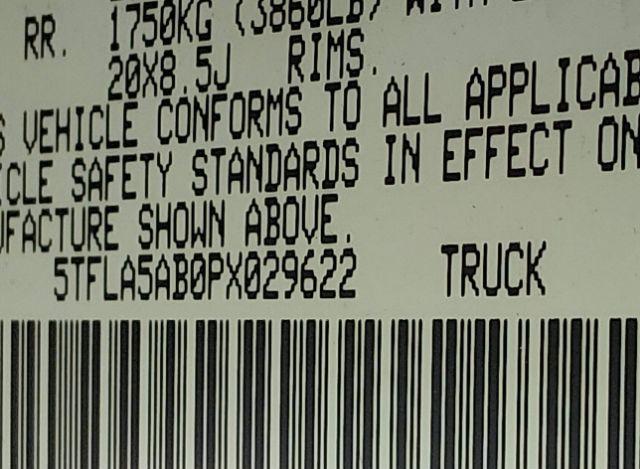 RR. 1750KG (3860LB) WITH
20X8.5J RIMS.
S VEHICLE CONFORMS TO ALL APPLICAB
ICLE SAFETY STANDARDS IN EFFECT ON
UFACTURE SHOWN ABOVE.
5TFLA5AB0PX029622 TRUCK